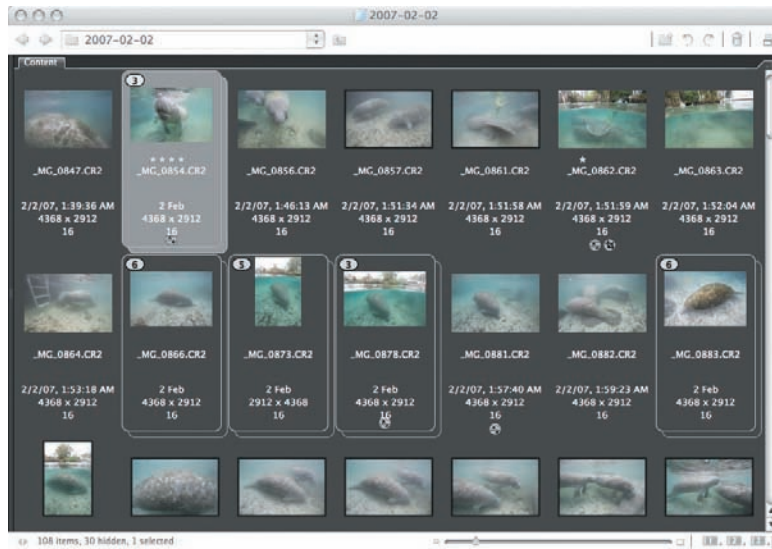 2007-02-02
2007-02-02
Content
3
_MG_0847.CR2
_MG_0854.CR2
_MG_0856.CR2
_MG_0857.CR2
_MG_0861.CR2
_MG_0862.CR2
_MG_0863.CR2
2/2/07, 1:39:36 AM
2 Feb
2/2/07, 1:46:13 AM
2/2/07, 1:51:34 AM
2/2/07, 1:51:58 AM
2/2/07, 1:51:59 AM
2/2/07, 1:52:04 AM
4368 x 2912
4368 x 2912
4368 x 2912
4368 x 2912
4368 x 2912
4368 x 2912
4368 x 2912
16
16
16
16
16
16
16
6
5
3
6
_MG_0864.CR2
_MG_0866.CR2
_MG_0873.CR2
_MG_0878.CR2
_MG_0881.CR2
_MG_0882.CR2
_MG_0883.CR2
2/2/07, 1:53:18 AM
2 Feb
2 Feb
2 Feb
2/2/07, 1:57:40 AM
2/2/07, 1:59:23 AM
2 Feb
4368 x 2912
4368 x 2912
2912 x 4368
4368 x 2912
4368 x 2912
4368 x 2912
4368 x 2912
16
16
16
16
16
16
16
108 items, 30 hidden, 1 selected
1
2
3